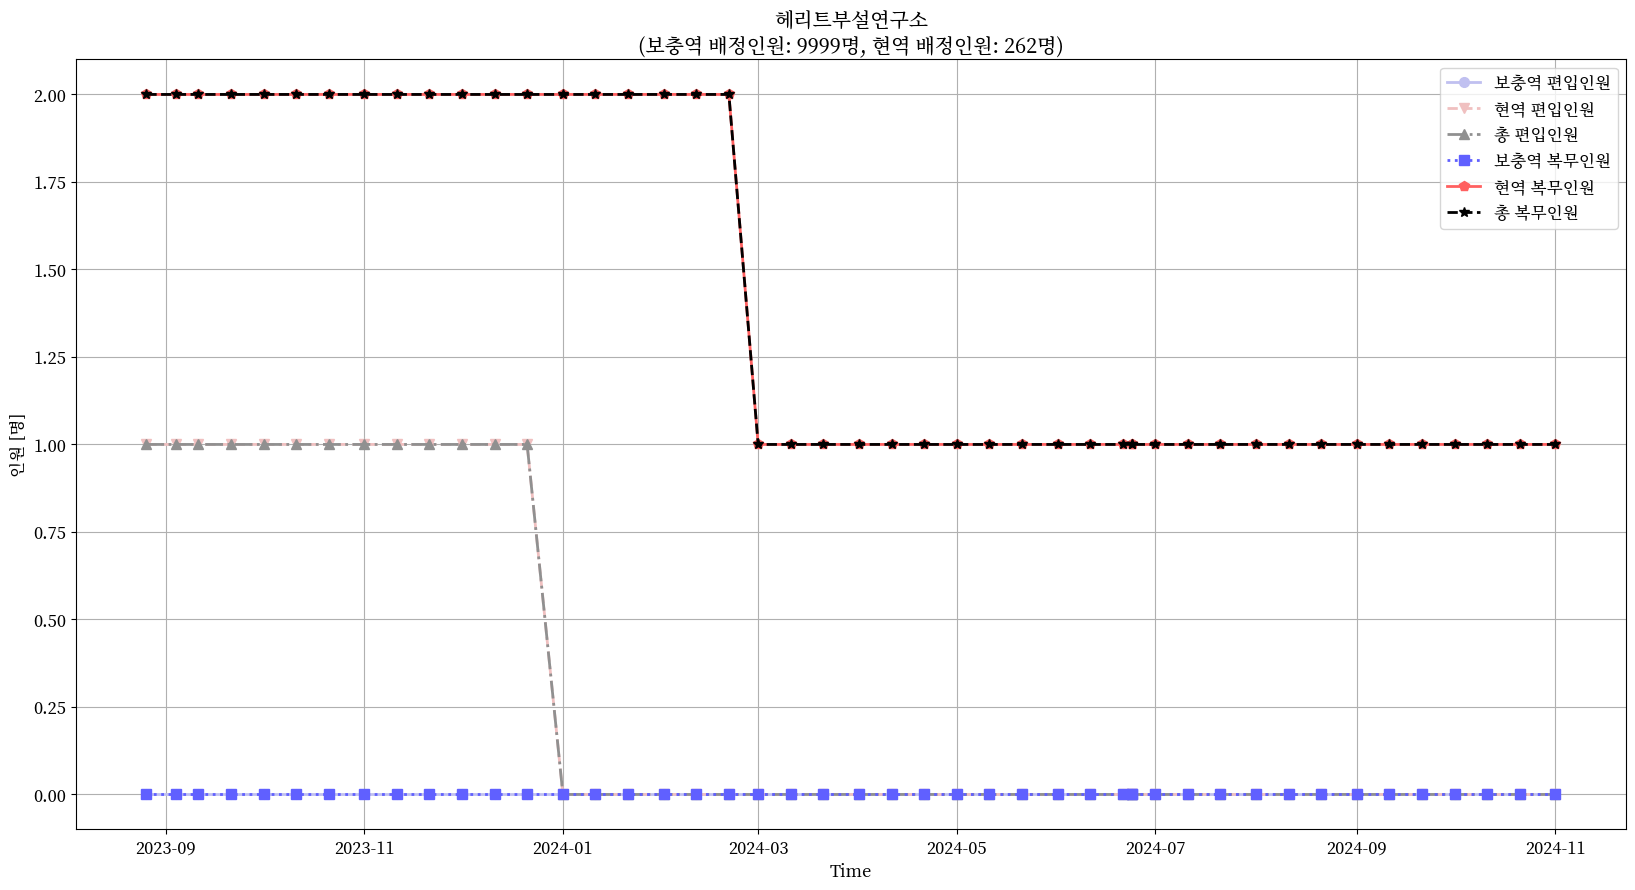 헤리트부설연구소
(보충역 배정인원: 9999명, 현역 배정인원: 262명)
보충역 편입인원
현역 편입인원
총 편입인원
보충역 복무인원
현역 복무인원
총 복무인원
인원 [명]
2.00
1.75
1.50
1.25
1.00
0.75
0.50
0.25
0.00
2023-09 2023-11 2024-01 2024-03 2024-05 2024-07 2024-09 2024-11
Time